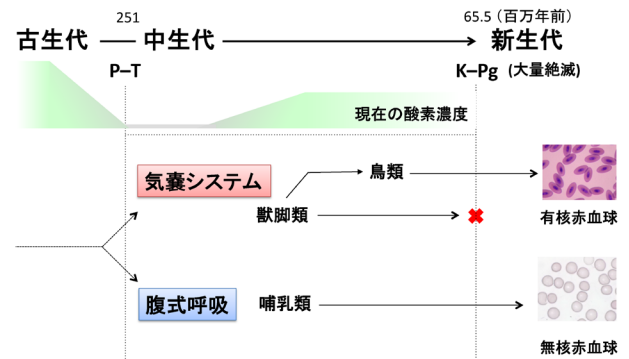 251
65.5（百万年前）
古生代
中生代
新生代
P–T
K–Pg (大量絶滅)
現在の酸素濃度
気嚢システム
鳥類
獣脚類
有核赤血球
腹式呼吸
哺乳類
無核赤血球